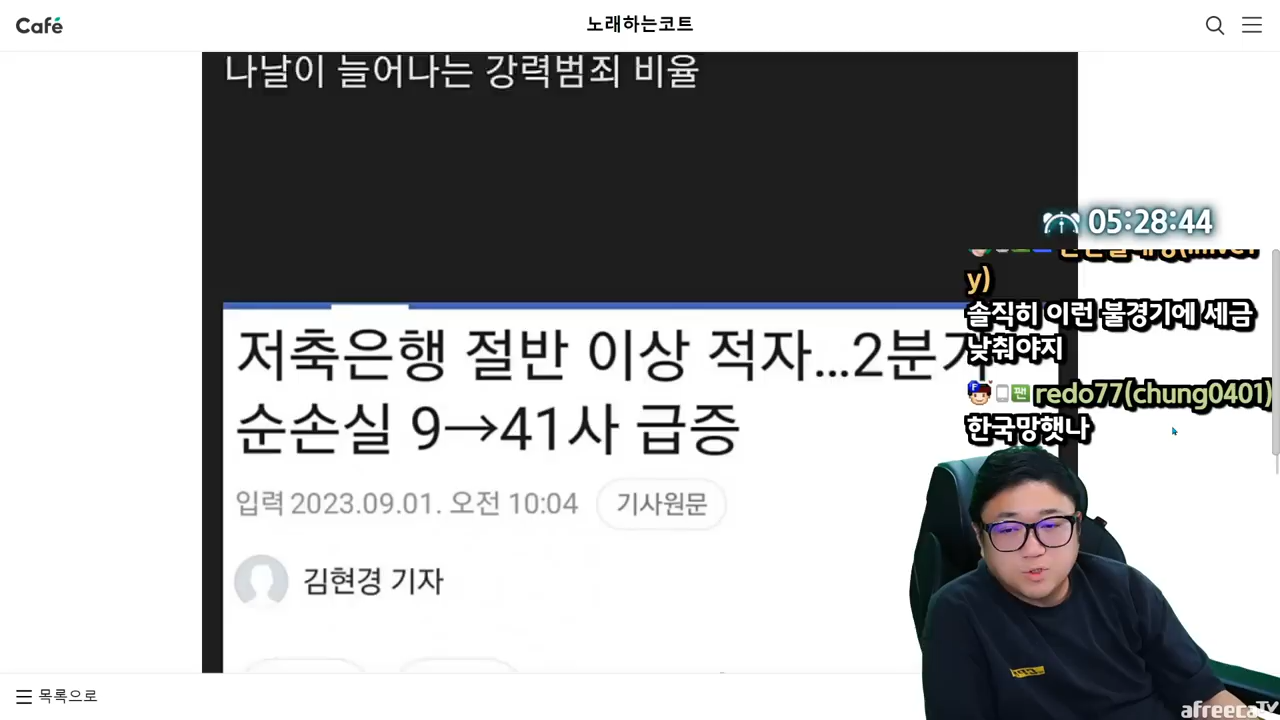 Café
노래하는코트
나날이 늘어나는 강력범죄 비율
05:28:44
y)
솔직히 이런 불경기에 세금
낮춰야지
redo77(chung0401)
한국망햇나
저축은행 절반 이상 적자...2분기
순손실 9→41사 급증
입력 2023.09.01. 오전 10:04
기사원문
김현경 기자
목록으로
afreecaTV